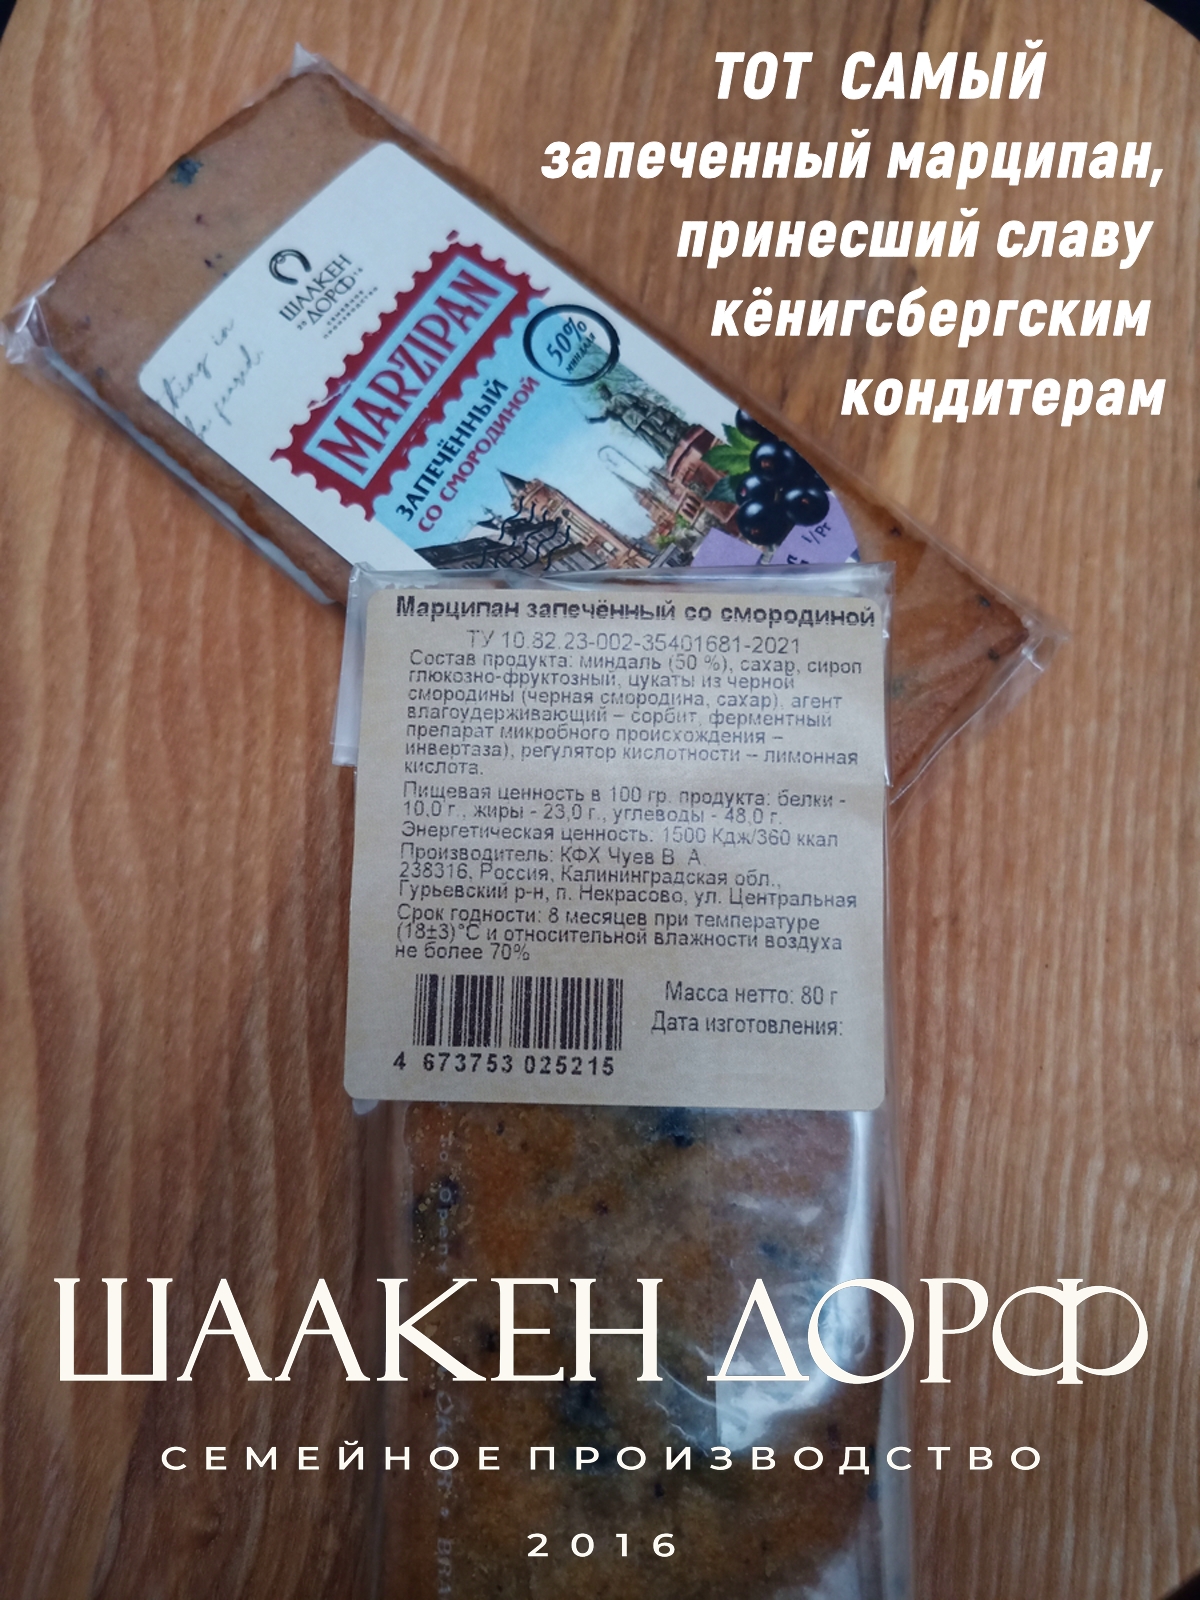 ТОТ САМЫЙ
запеченный марципан,
принесший славу
кёнигсбергским
кондитерам
ШААКЕН
20 ДОРФ 16
СЕМЕЙНОЕ
ПРОИЗВОДСТВО
MARZIPAN
50%
МИНДАЛЯ
ЗАПЕЧЁННЫЙ
СО СМОРОДИНОЙ
Марципан запечённый со смородиной
ТУ 10.82.23-002-35401681-2021
Состав продукта: миндаль (50 %), сахар, сироп
глюкозно-фруктозный, цукаты из черной
смородины (черная смородина, сахар), агент
влагоудерживающий – сорбит, ферментный
препарат микробного происхождения –
инвертаза), регулятор кислотности – лимонная
кислота.
Пищевая ценность в 100 гр. продукта: белки -
10,0 г., жиры - 23,0 г., углеводы - 48,0 г.
Энергетическая ценность: 1500 Кдж/360 ккал
Производитель: КФХ Чуев В. А.
238316, Россия, Калининградская обл.,
Гурьевский р-н, п. Некрасово, ул. Центральная
Срок годности: 8 месяцев при температуре
(18±3)°С и относительной влажности воздуха
не более 70%
Масса нетто: 80 г
Дата изготовления:
4 673753 025215
ШААКЕН ДОРФ
СЕМЕЙНОЕ ПРОИЗВОДСТВО
2016